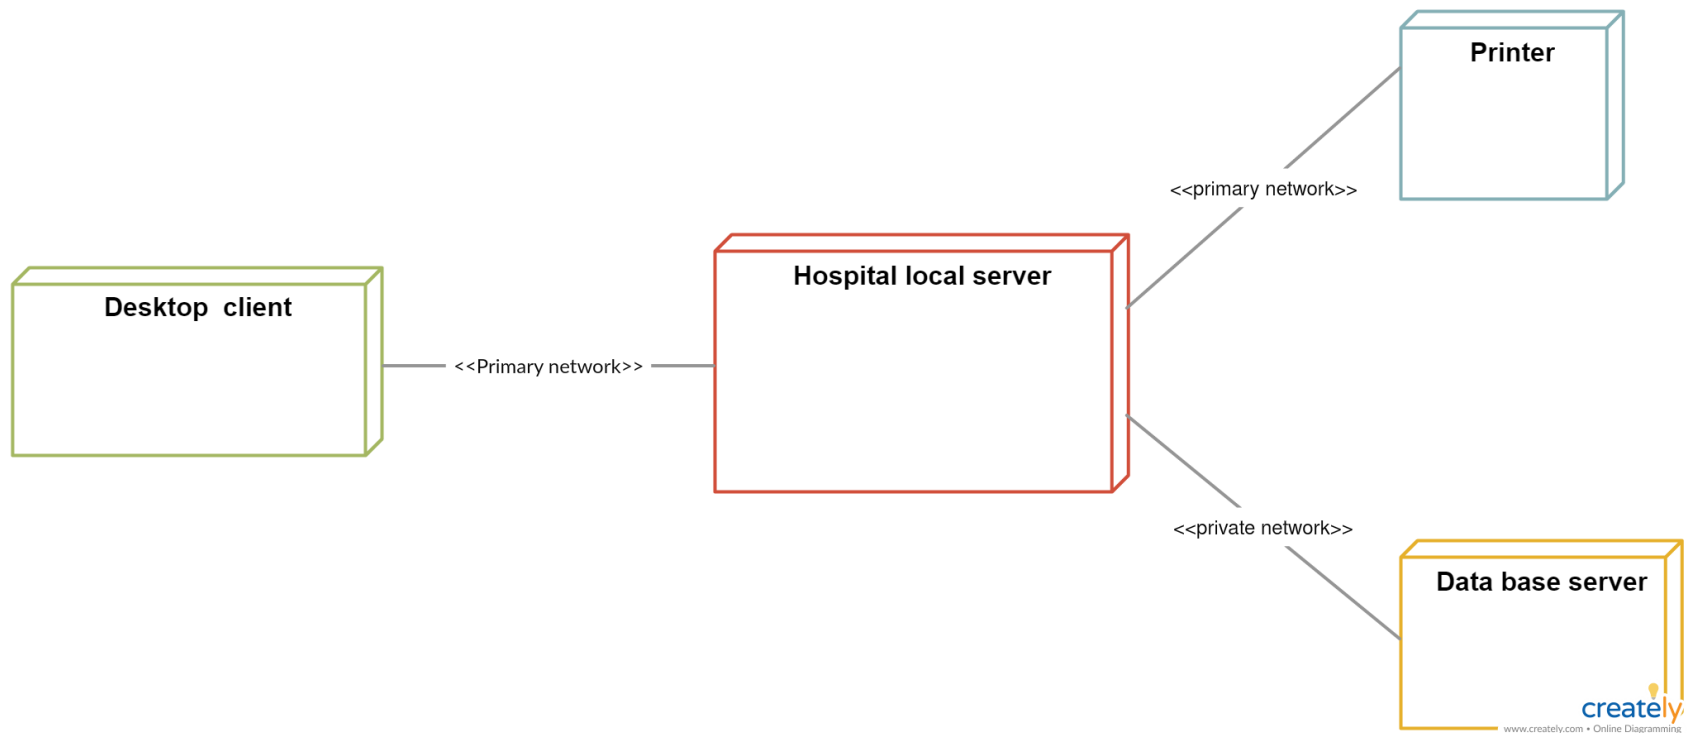 Printer
<<primary network>>
Hospital local server
Desktop  client
<<Primary network>>
<<private network>>
Data base server
creately
www.creately.com • Online Diagramming